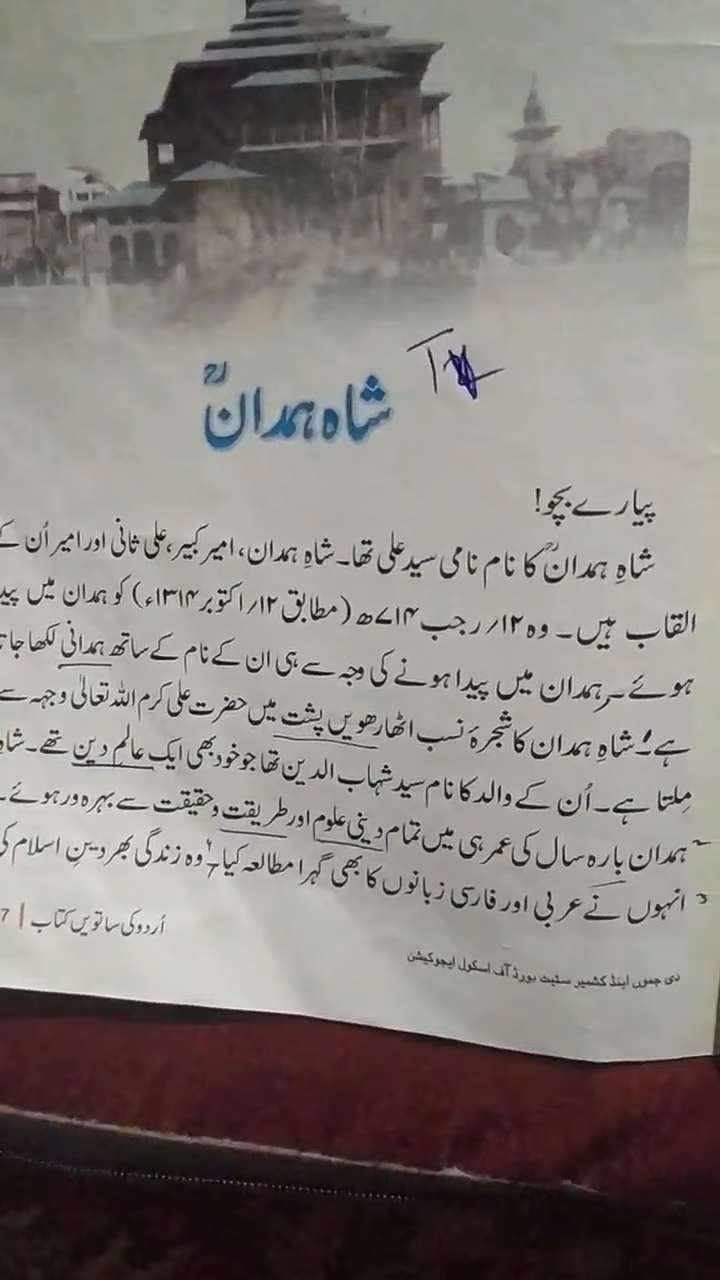 شاہ ہمدانؒ
پیارے بچو!
شاہِ ہمدانؒ کا نام نامی سید علی تھا۔ شاہِ ہمدان، امیر کبیر، علی ثانی اور امیر اُن کے
القاب ہیں۔ وہ ۱۲؍ رجب ۷۱۴ھ (مطابق ۱۲؍ اکتوبر ۱۳۱۴ء) کو ہمدان میں
ہوئے۔ ہمدان میں پیدا ہونے کی وجہ سے ہی ان کے نام کے ساتھ ہمدانی لکھا
ہے۔ شاہِ ہمدان کا شجرۂ نسب اٹھارھویں پشت میں حضرت علی کرم اللہ تعالیٰ وجہہ سے
مِلتا ہے۔ اُن کے والد کا نام سید شہاب الدین تھا جو خود بھی ایک عالمِ دین تھے۔ شاہِ
ہمدان بارہ سال کی عمر ہی میں تمام دینی علوم اور طریقت و حقیقت سے بہرہ ور ہوئے۔
انہوں نے عربی اور فارسی زبانوں کا بھی گہرا مطالعہ کیا۔ وہ زندگی بھر دینِ اسلام کی
اُردو کی ساتویں کتاب | 7
دی جموں اینڈ کشمیر سٹیٹ بورڈ آف اسکول ایجوکیشن